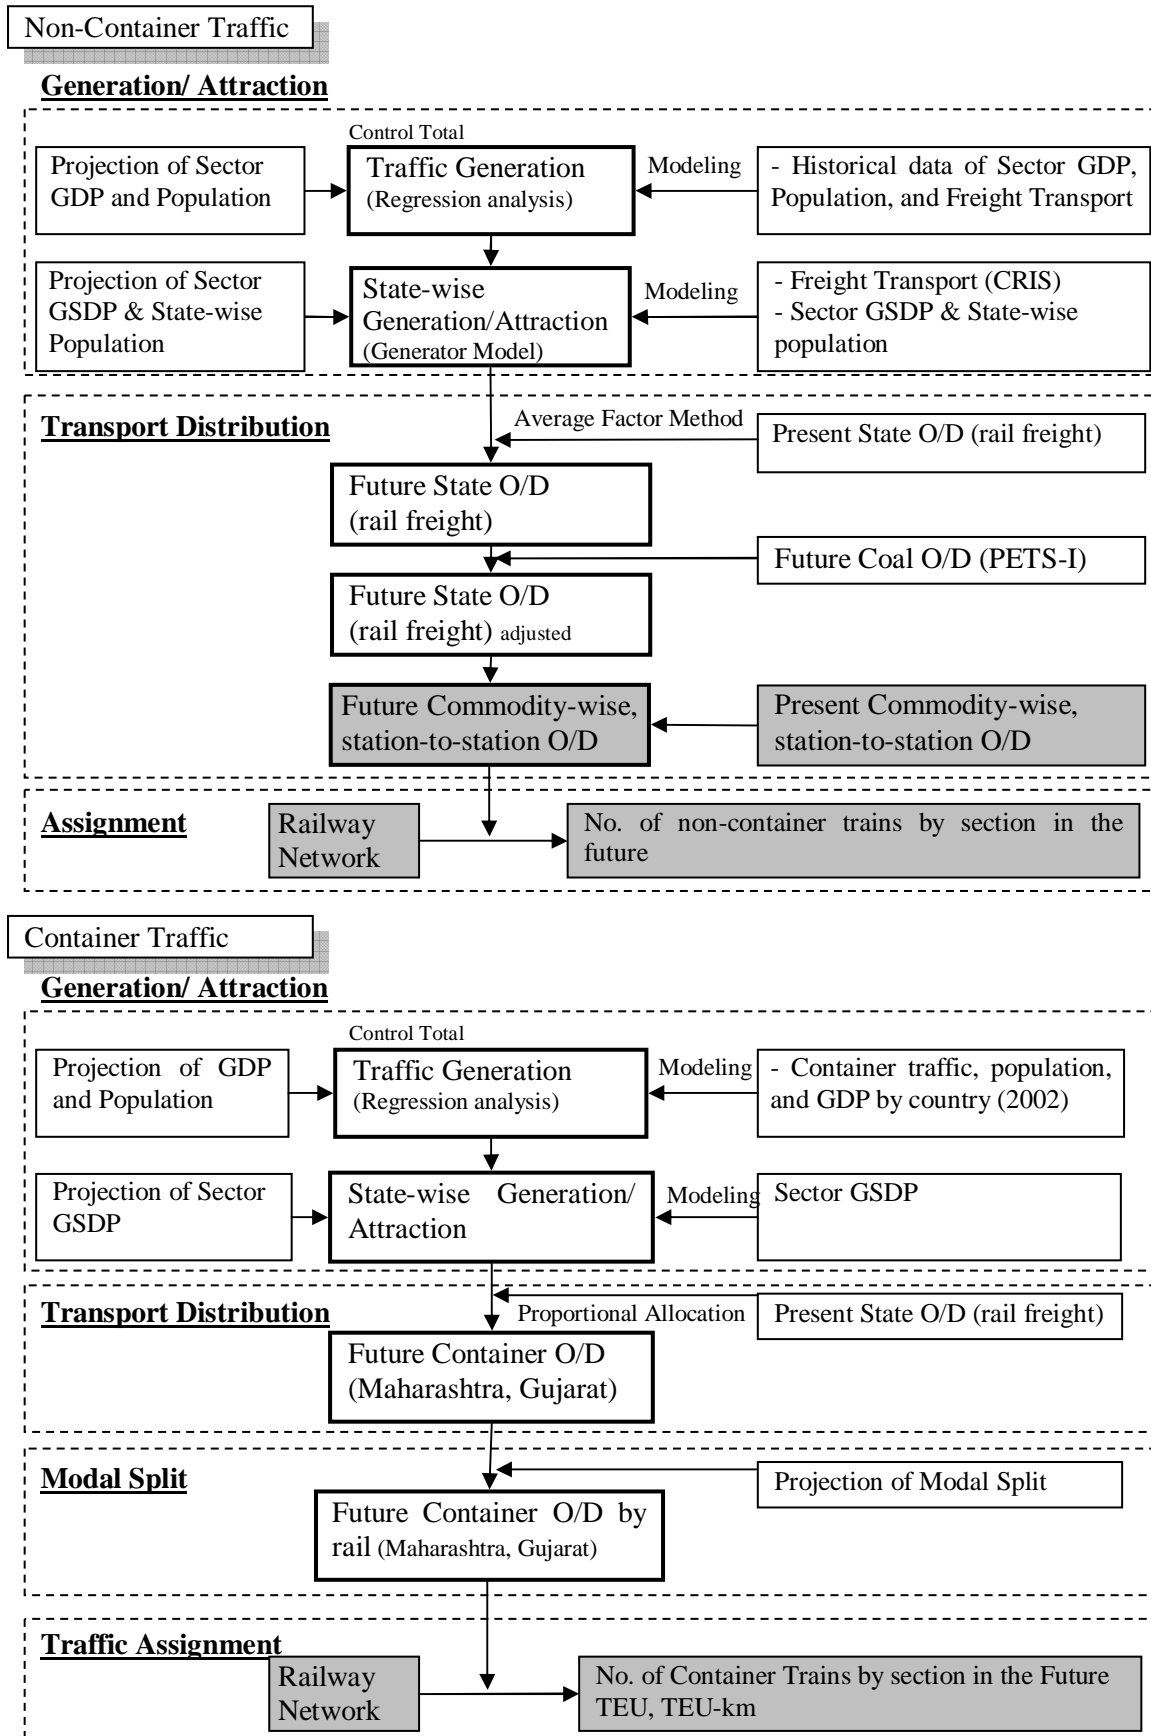 Non-Container Traffic
Generation/ Attraction
Control Total
Projection of Sector
GDP and Population
Traffic Generation
(Regression analysis)
Modeling
- Historical data of Sector GDP,
Population, and Freight Transport
Projection of Sector
GSDP & State-wise
Population
State-wise
Generation/Attraction
(Generator Model)
Modeling
- Freight Transport (CRIS)
- Sector GSDP & State-wise
population
Transport Distribution
Average Factor Method
Present State O/D (rail freight)
Future State O/D
(rail freight)
Future Coal O/D (PETS-I)
Future State O/D
(rail freight) adjusted
Future Commodity-wise,
station-to-station O/D
Present Commodity-wise,
station-to-station O/D
Assignment
Railway
Network
No. of non-container trains by section in the
future
Container Traffic
Generation/ Attraction
Control Total
Projection of GDP
and Population
Traffic Generation
(Regression analysis)
Modeling
- Container traffic, population,
and GDP by country (2002)
Projection of Sector
GSDP
State-wise Generation/
Attraction
Modeling
Sector GSDP
Transport Distribution
Proportional Allocation
Present State O/D (rail freight)
Future Container O/D
(Maharashtra, Gujarat)
Modal Split
Projection of Modal Split
Future Container O/D by
rail (Maharashtra, Gujarat)
Traffic Assignment
Railway
Network
No. of Container Trains by section in the Future
TEU, TEU-km